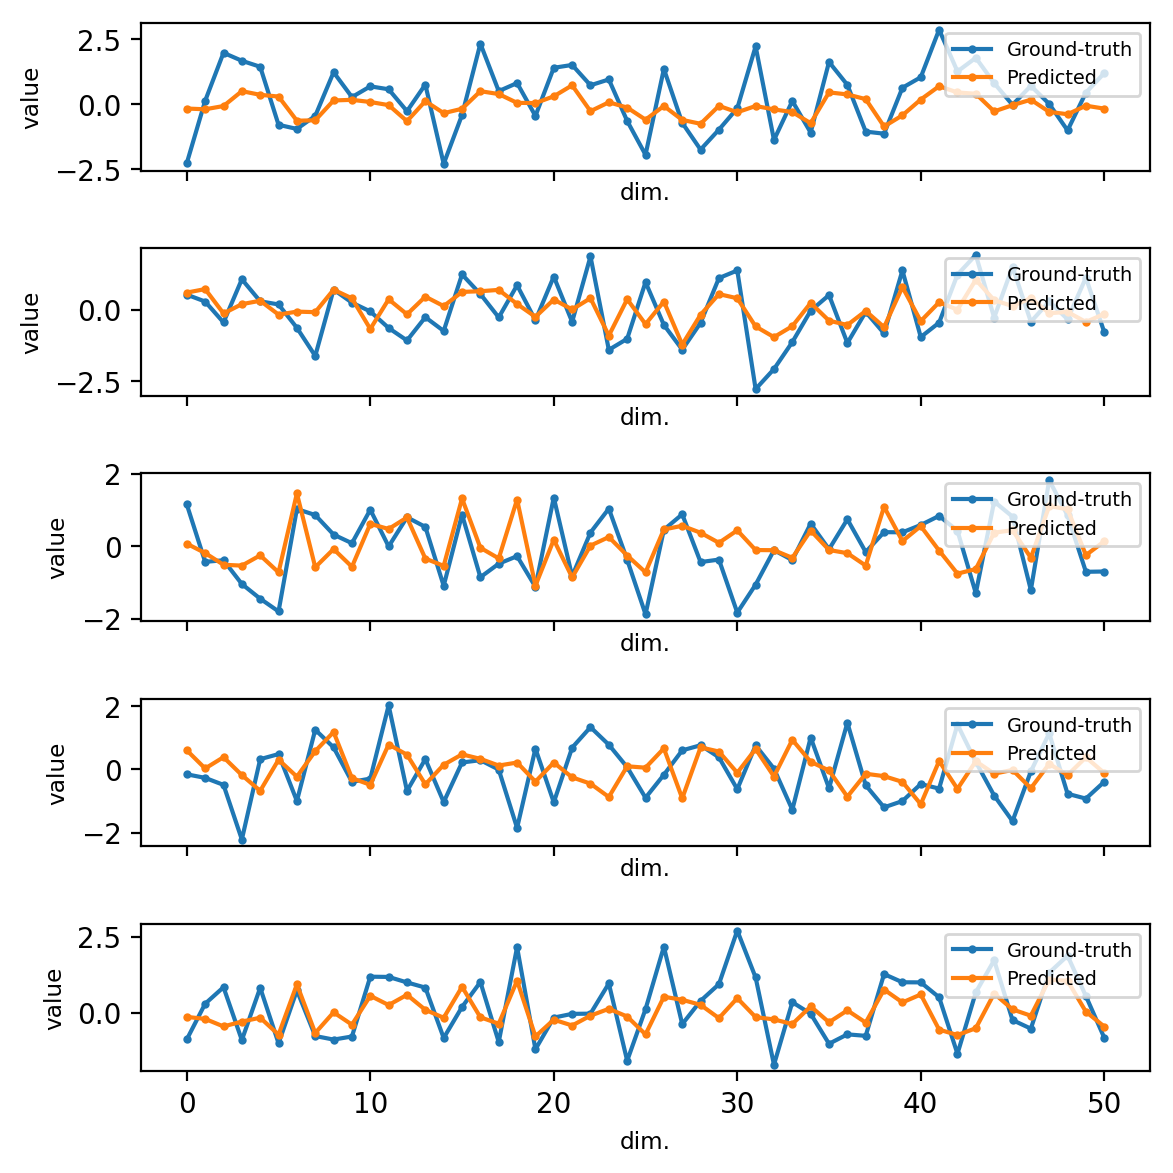 2.5
0.0
−2.5
value
Ground-truth
Predicted
dim.
0.0
−2.5
value
Ground-truth
Predicted
dim.
2
0
−2
value
Ground-truth
Predicted
dim.
2
0
−2
value
Ground-truth
Predicted
dim.
2.5
0.0
value
Ground-truth
Predicted
0 10 20 30 40 50
dim.